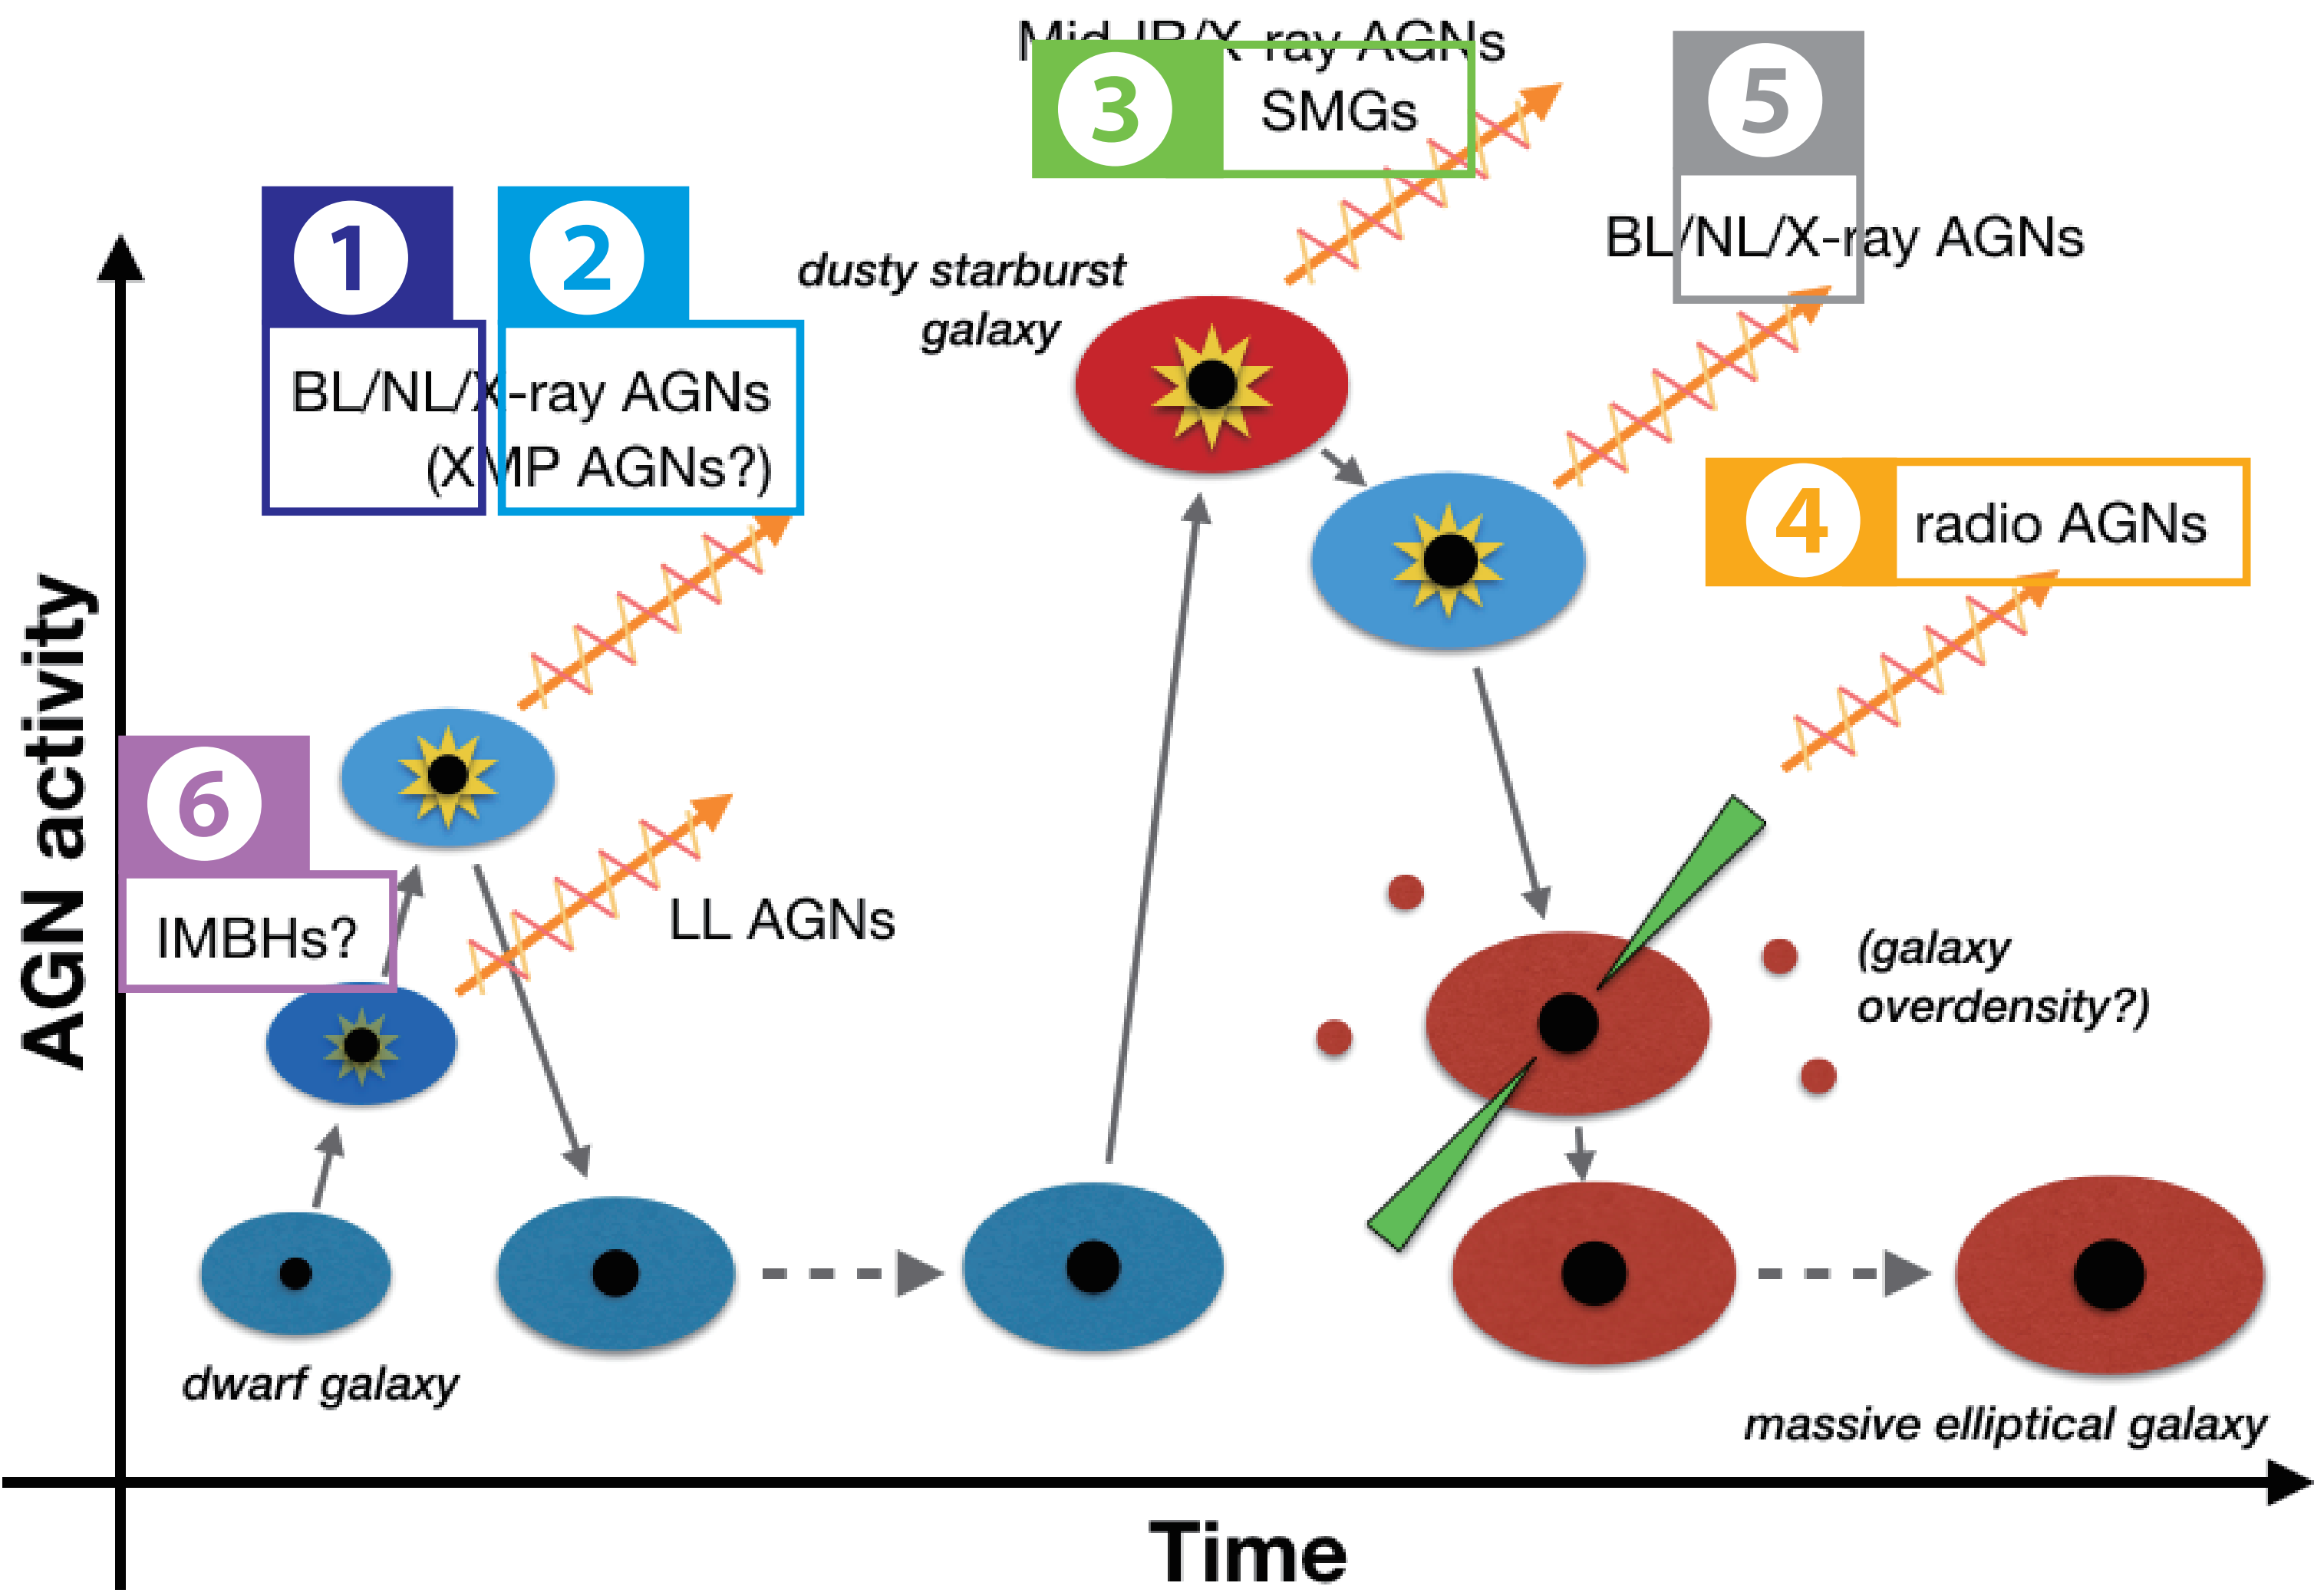 Mid-IR/X-ray AGNs
3
SMGs
5
BL/NL/X-ray AGNs
1
2
BL/NL/X-ray AGNs
(XMP AGNs?)
dusty starburst
galaxy
4
radio AGNs
6
IMBHs?
LL AGNs
(galaxy
overdensity?)
AGN activity
dwarf galaxy
massive elliptical galaxy
Time